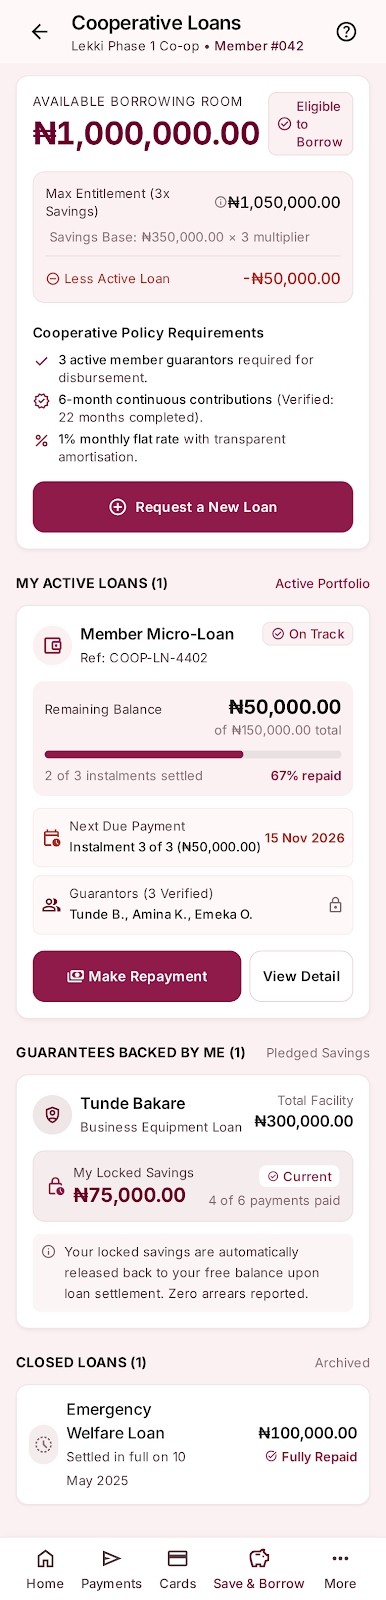 Cooperative Loans
Lekki Phase 1 Co-op • Member #042
AVAILABLE BORROWING ROOM
₦1,000,000.00
Eligible
to
Borrow
Max Entitlement (3x
Savings)
₦1,050,000.00
Savings Base: ₦350,000.00 × 3 multiplier
Less Active Loan
-₦50,000.00
Cooperative Policy Requirements
3 active member guarantors required for
disbursement.
6-month continuous contributions (Verified:
22 months completed).
1% monthly flat rate with transparent
amortisation.
Request a New Loan
MY ACTIVE LOANS (1)
Active Portfolio
Member Micro-Loan
Ref: COOP-LN-4402
On Track
Remaining Balance
₦50,000.00
of ₦150,000.00 total
2 of 3 instalments settled
67% repaid
Next Due Payment
Instalment 3 of 3 (₦50,000.00)
15 Nov 2026
Guarantors (3 Verified)
Tunde B., Amina K., Emeka O.
Make Repayment
View Detail
GUARANTEES BACKED BY ME (1)
Pledged Savings
Tunde Bakare
Business Equipment Loan
Total Facility
₦300,000.00
My Locked Savings
₦75,000.00
Current
4 of 6 payments paid
Your locked savings are automatically
released back to your free balance upon
loan settlement. Zero arrears reported.
CLOSED LOANS (1)
Archived
Emergency
Welfare Loan
Settled in full on 10
May 2025
₦100,000.00
Fully Repaid
Home
Payments
Cards
Save & Borrow
More